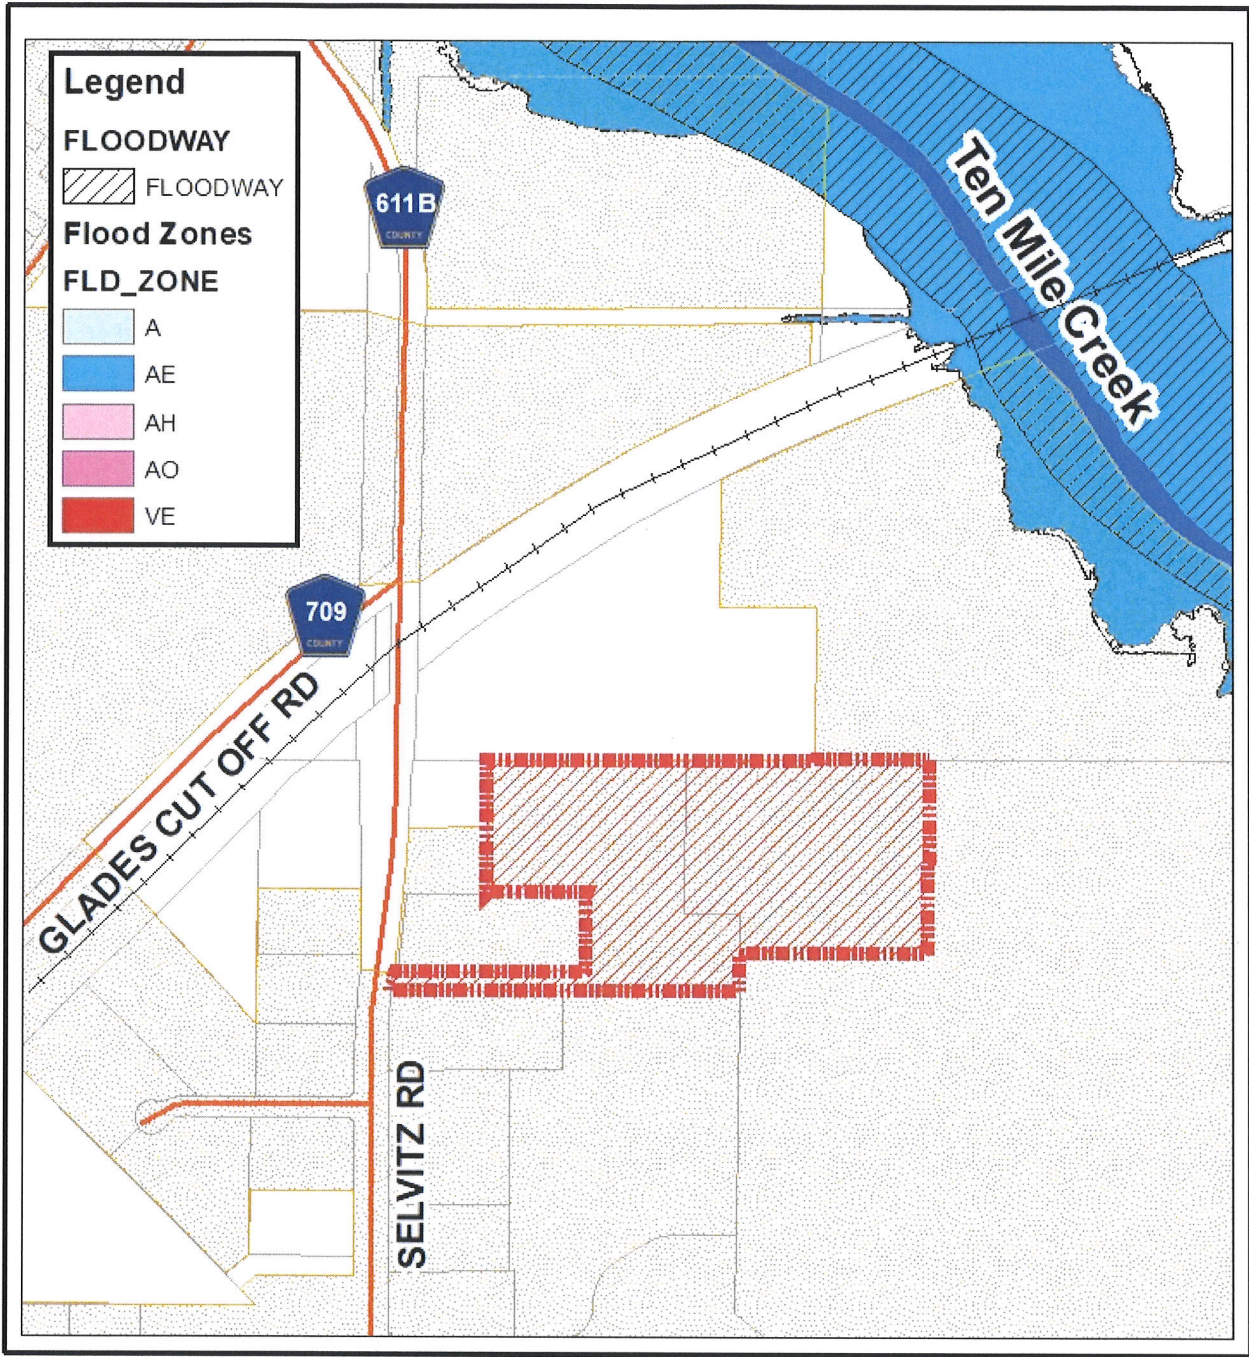 Legend
FLOODWAY
FLOODWAY
Flood Zones
FLD_ZONE
A
AE
AH
AO
VE
611B
COUNTY
Ten Mile Creek
709
COUNTY
GLADES CUT OFF RD
SELVITZ RD